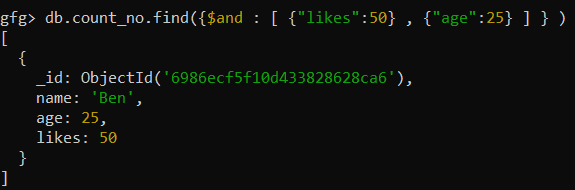 gfg> db.count_no.find({$and : [ {"likes":50} , {"age":25} ] } )
[
  {
    _id: ObjectId('6986ecf5f10d433828628ca6'),
    name: 'Ben',
    age: 25,
    likes: 50
  }
]